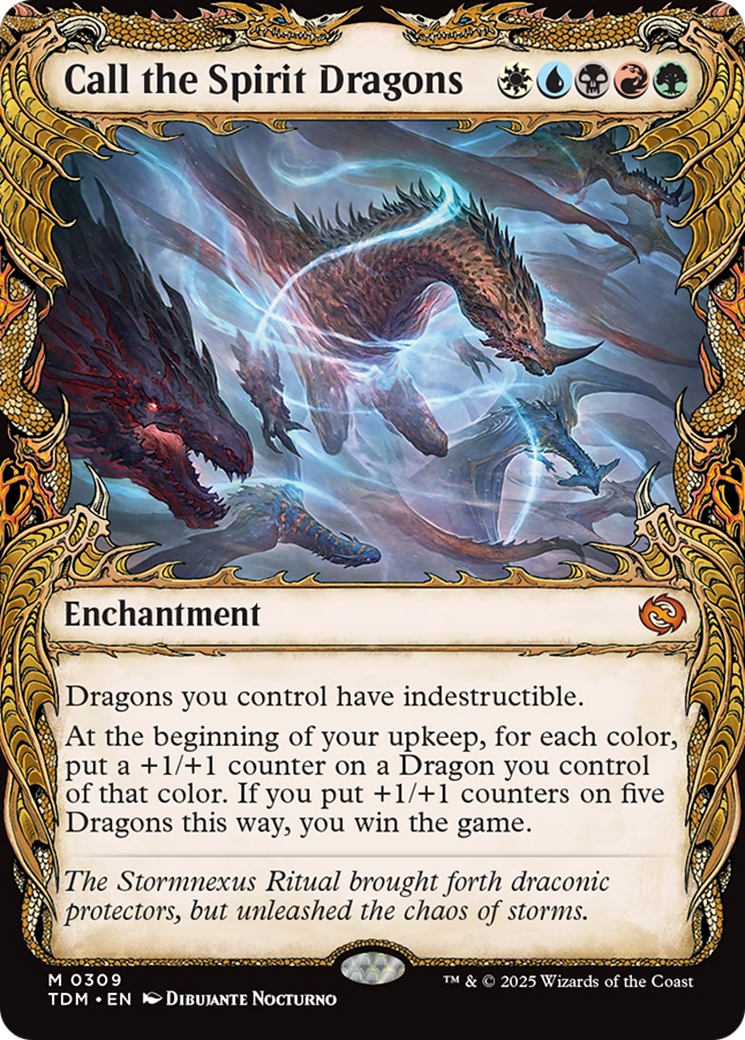 Call the Spirit Dragons
Enchantment
Dragons you control have indestructible.
At the beginning of your upkeep, for each color,
put a +1/+1 counter on a Dragon you control
of that color. If you put +1/+1 counters on five
Dragons this way, you win the game.
The Stormnexus Ritual brought forth draconic
protectors, but unleashed the chaos of storms.
M 0309
TDM • EN Dibujante Nocturno
™ & © 2025 Wizards of the Coast